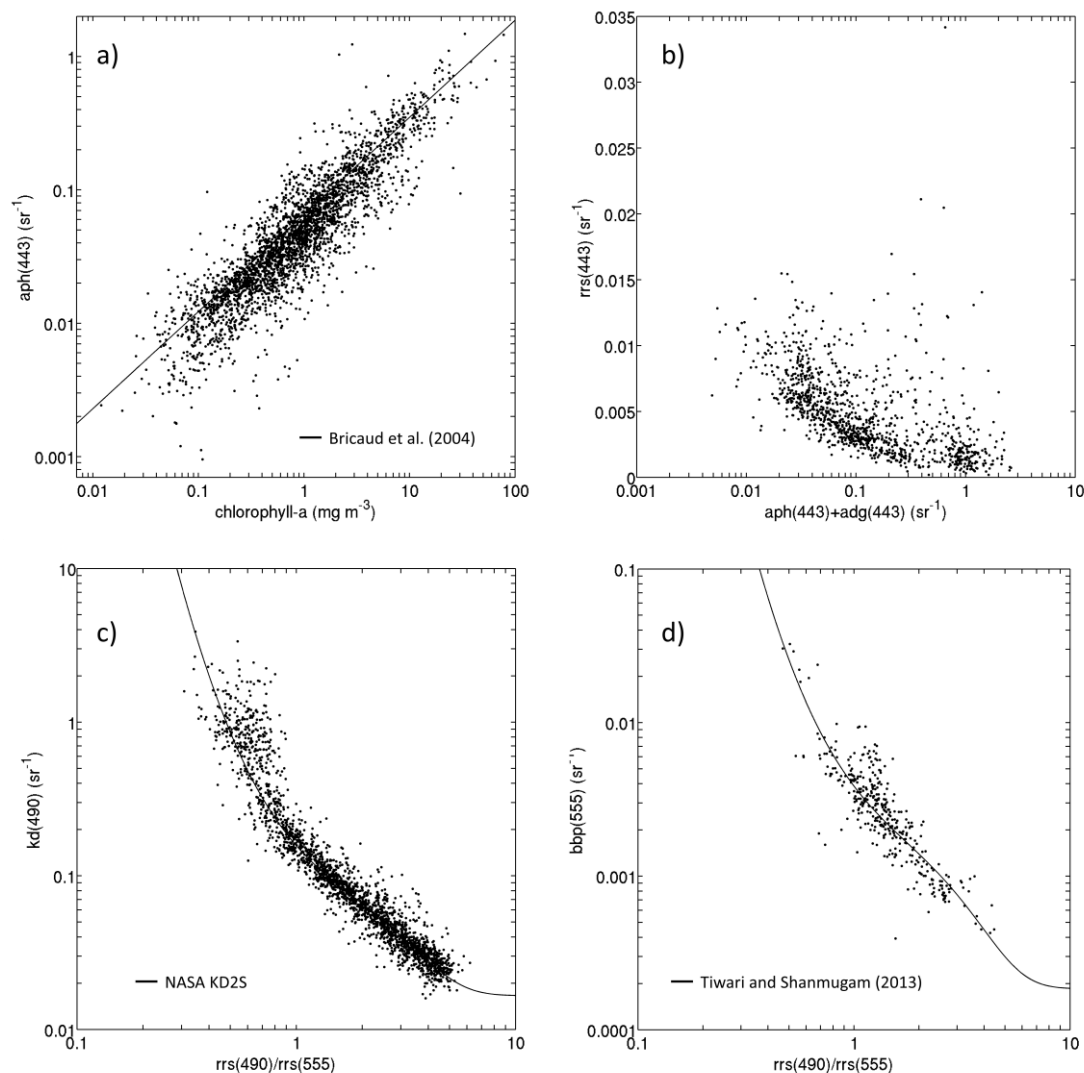 a)
1
0.1
0.01
0.001
aph(443) (sr⁻¹)
Bricaud et al. (2004)
0.01 0.1 1 10 100
chlorophyll-a (mg m⁻³)
b)
0.035
0.03
0.025
0.02
0.015
0.01
0.005
0
rrs(443) (sr⁻¹)
0.001 0.01 0.1 1 10
aph(443)+adg(443) (sr⁻¹)
c)
10
1
0.1
0.01
kd(490) (sr⁻¹)
NASA KD2S
0.1 1 10
rrs(490)/rrs(555)
d)
0.1
0.01
0.001
0.0001
bbp(555) (sr⁻¹)
Tiwari and Shanmugam (2013)
0.1 1 10
rrs(490)/rrs(555)